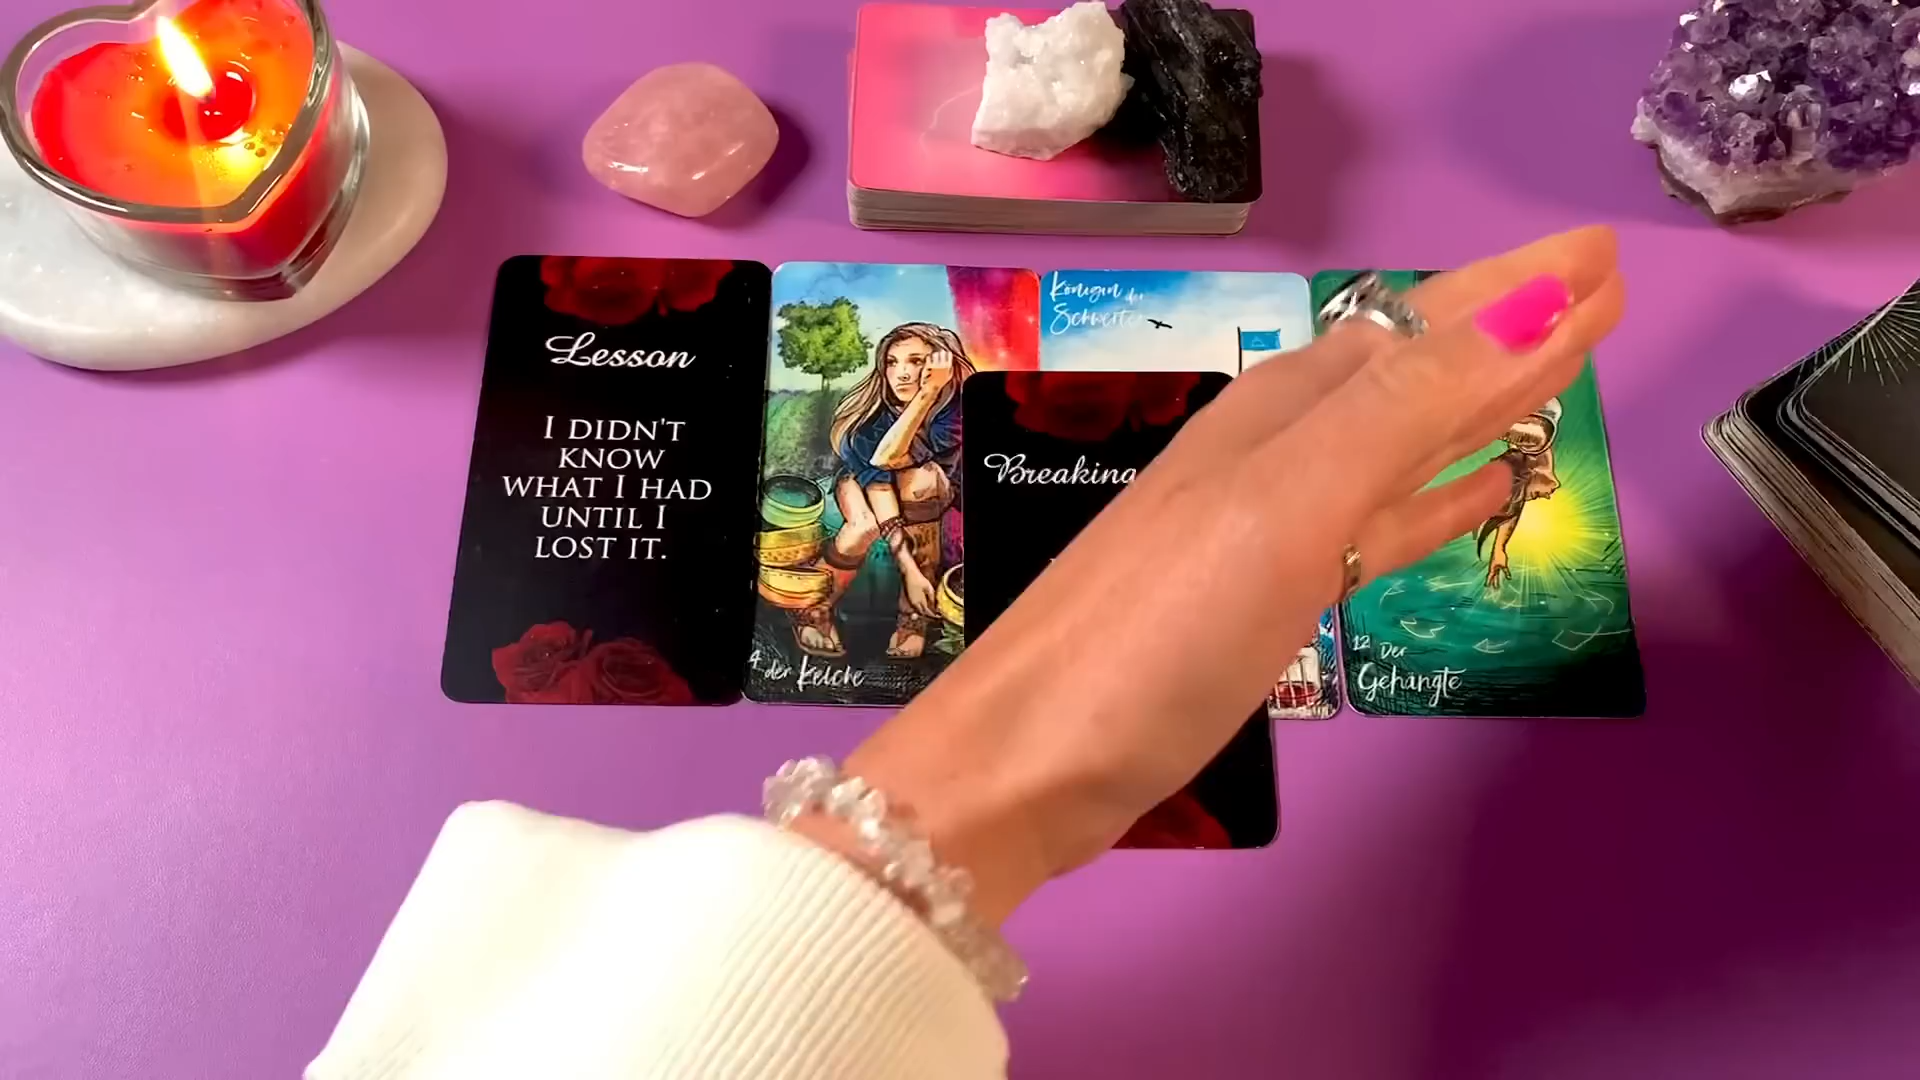 Lesson
I DIDN'T
KNOW
WHAT I HAD
UNTIL I
LOST IT.
4 der Kelche
Königin der
Schwerter
Breaking
12 Der
Gehängte